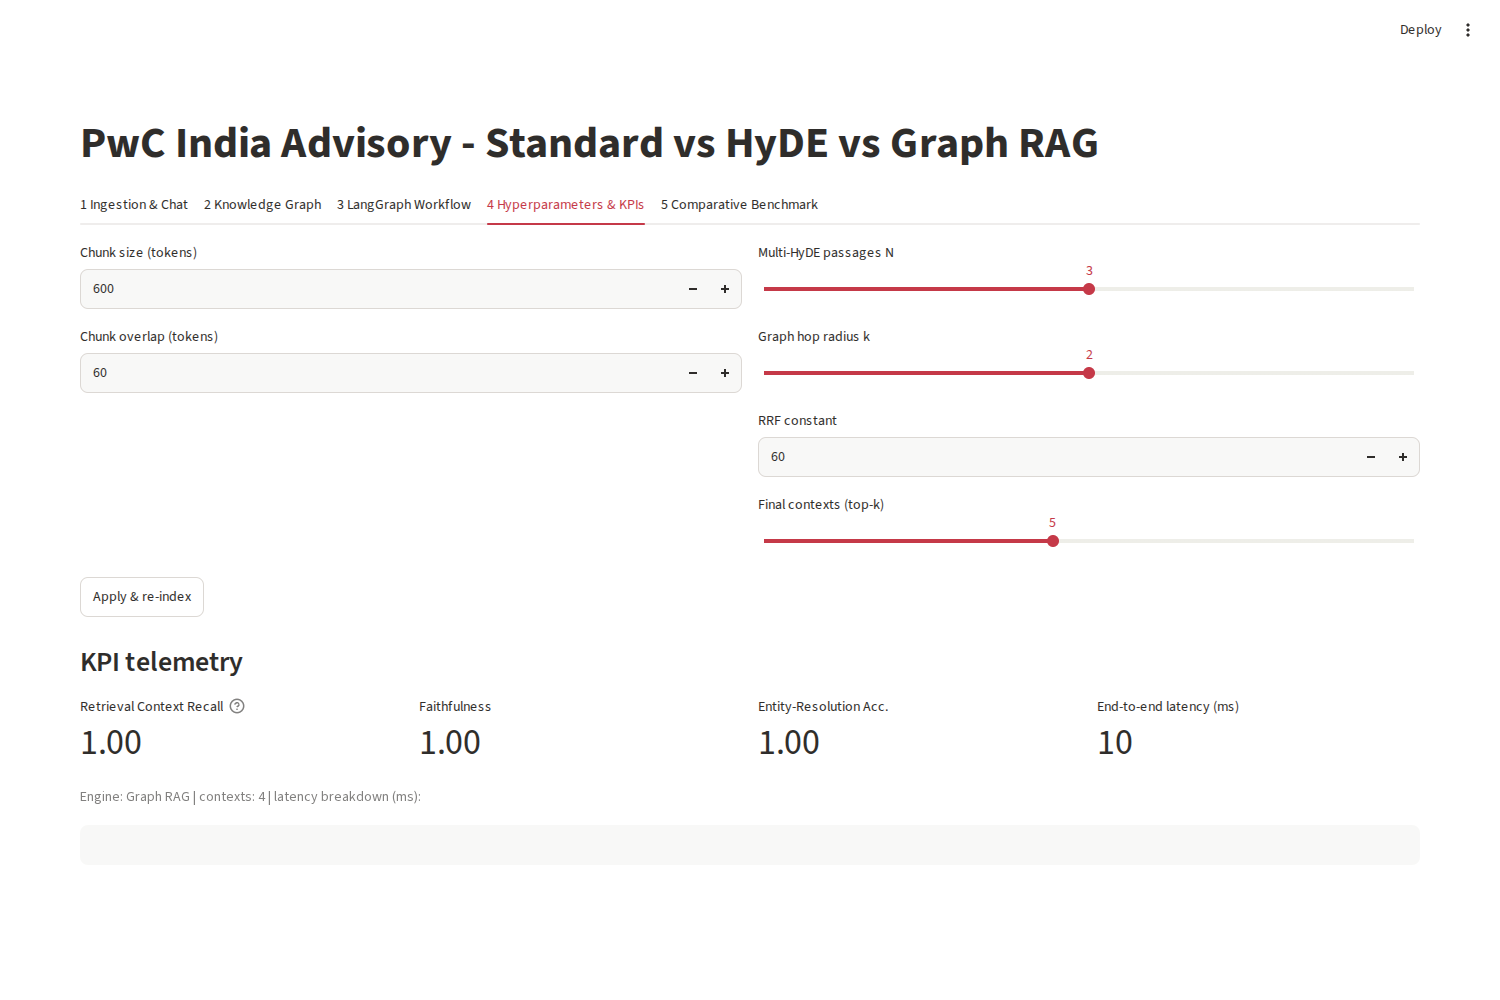 Deploy
PwC India Advisory - Standard vs HyDE vs Graph RAG
1 Ingestion & Chat 2 Knowledge Graph 3 LangGraph Workflow 4 Hyperparameters & KPIs 5 Comparative Benchmark
Chunk size (tokens)
600
Chunk overlap (tokens)
60
Multi-HyDE passages N
3
Graph hop radius k
2
RRF constant
60
Final contexts (top-k)
5
Apply & re-index
KPI telemetry
Retrieval Context Recall
1.00
Faithfulness
1.00
Entity-Resolution Acc.
1.00
End-to-end latency (ms)
10
Engine: Graph RAG | contexts: 4 | latency breakdown (ms):